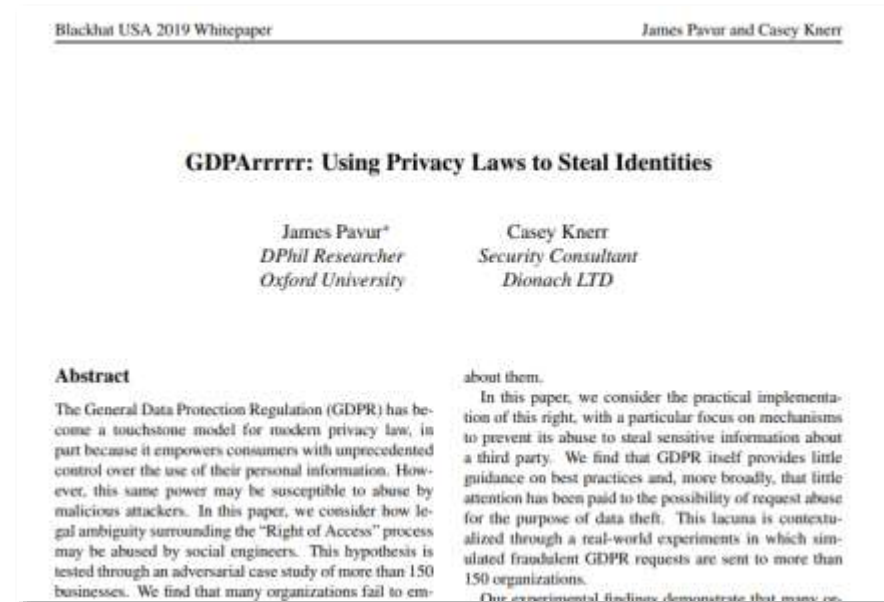 Blackhat USA 2019 Whitepaper
James Pavur and Casey Knerr
GDPArrrrr: Using Privacy Laws to Steal Identities
James Pavur*
DPhil Researcher
Oxford University
Casey Knerr
Security Consultant
Dionach LTD
Abstract
The General Data Protection Regulation (GDPR) has be-
come a touchstone model for modern privacy law, in
part because it empowers consumers with unprecedented
control over the use of their personal information. How-
ever, this same power may be susceptible to abuse by
malicious attackers. In this paper, we consider how le-
gal ambiguity surrounding the “Right of Access” process
may be abused by social engineers. This hypothesis is
tested through an adversarial case study of more than 150
businesses. We find that many organizations fail to em-
about them.
In this paper, we consider the practical implementa-
tion of this right, with a particular focus on mechanisms
to prevent its abuse to steal sensitive information about
a third party. We find that GDPR itself provides little
guidance on best practices and, more broadly, that little
attention has been paid to the possibility of request abuse
for the purpose of data theft. This lacuna is contextu-
alized through a real-world experiments in which sim-
ulated fraudulent GDPR requests are sent to more than
150 organizations.
Our experimental findings demonstrate that many or-